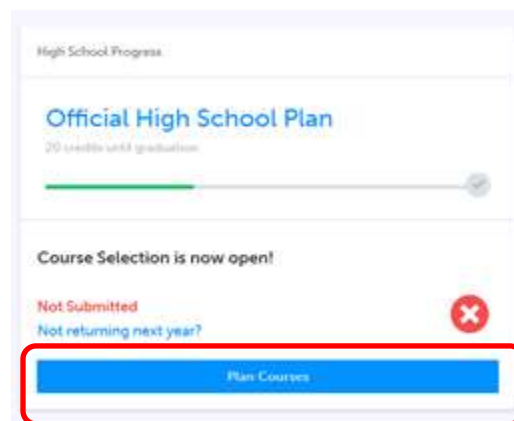 High School Progress
Official High School Plan
20 credits until graduation
Course Selection is now open!
Not Submitted
Not returning next year?
Plan Courses